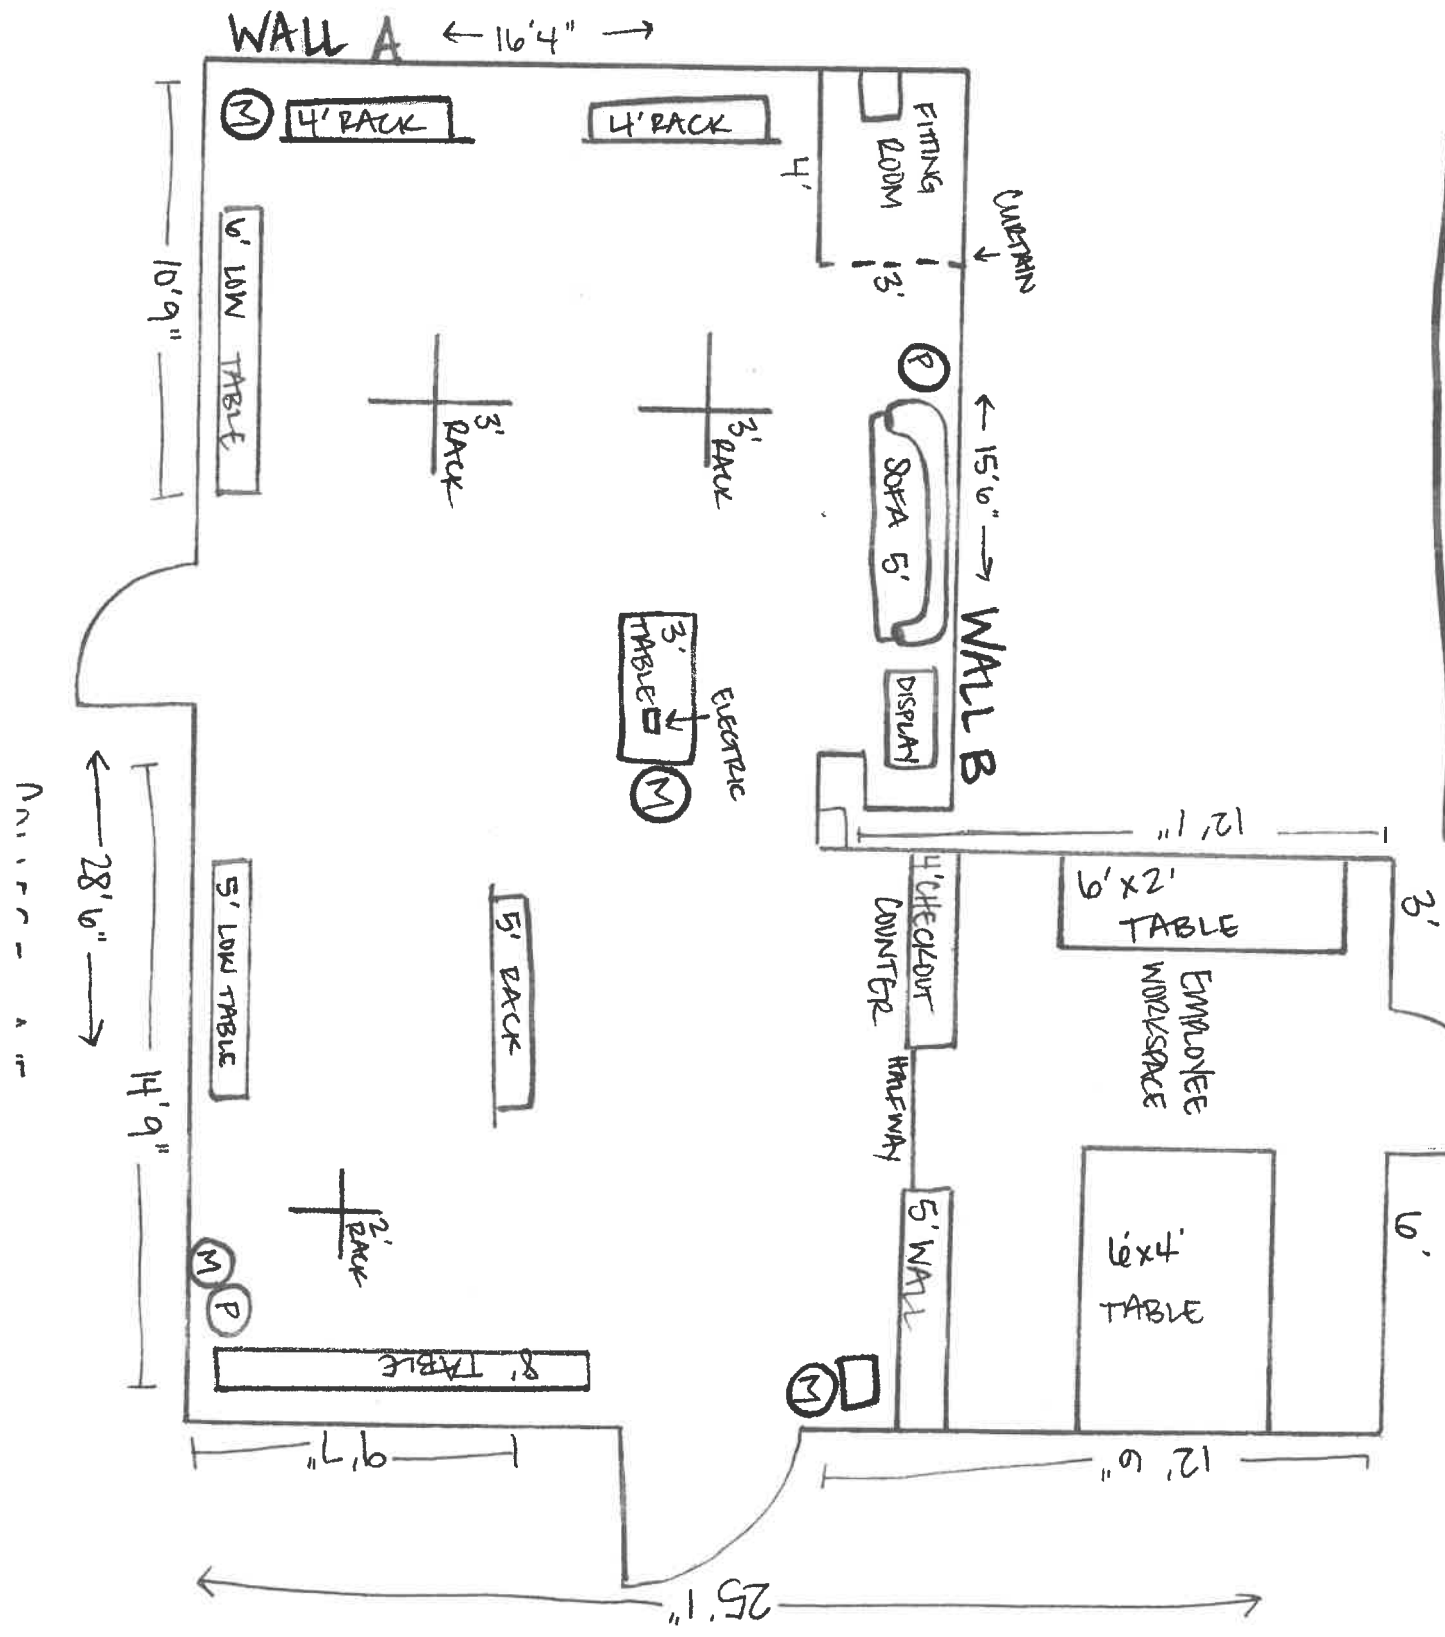 WALL A
16'4"
M
4' RACK
4' RACK
FITTING
ROOM
4'
3'
CURTAIN
10'9"
6' LOW TABLE
3'
RACK
3'
RACK
P
SOFA 5'
15'6"
WALL B
DISPLAY
3'
TABLE
ELECTRIC
M
12'1"
28'6"
14'9"
5' LOW TABLE
5' RACK
4' CHECKOUT
COUNTER
HALFWAY
6'x2'
TABLE
EMPLOYEE
WORKSPACE
3'
6'
5' WALL
6'x4'
TABLE
2'
RACK
M
P
8' TABLE
M
9'7"
12'6"
25'1"